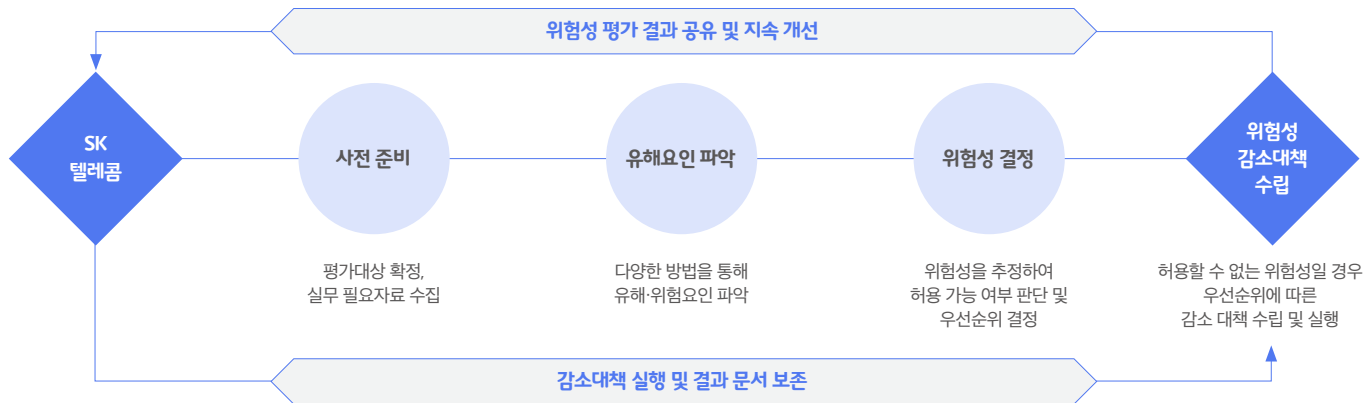 위험성 평가 결과 공유 및 지속 개선
SK
텔레콤
사전 준비
유해요인 파악
위험성 결정
위험성
감소대책
수립
평가대상 확정,
실무 필요자료 수집
다양한 방법을 통해
유해·위험요인 파악
위험성을 추정하여
허용 가능 여부 판단 및
우선순위 결정
허용할 수 없는 위험성일 경우
우선순위에 따른
감소 대책 수립 및 실행
감소대책 실행 및 결과 문서 보존